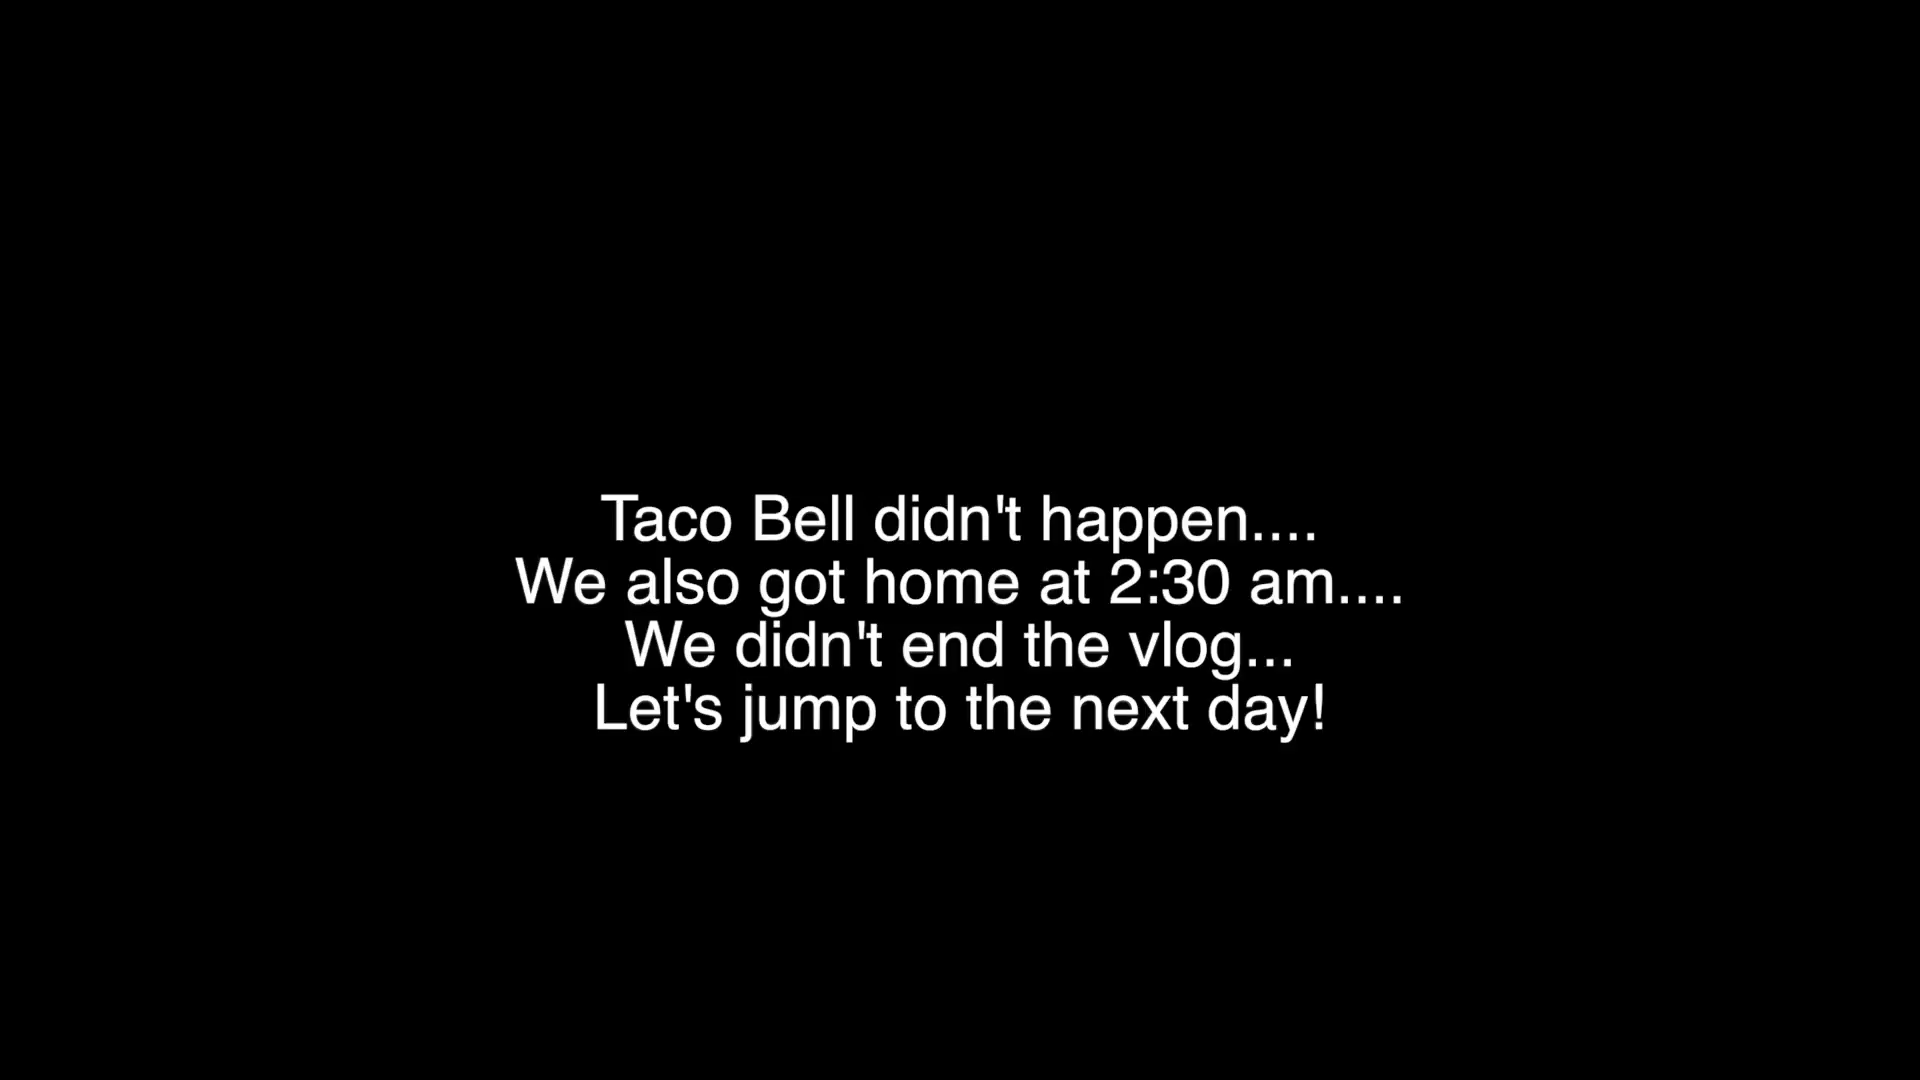 Taco Bell didn't happen....
We also got home at 2:30 am....
We didn't end the vlog...
Let's jump to the next day!